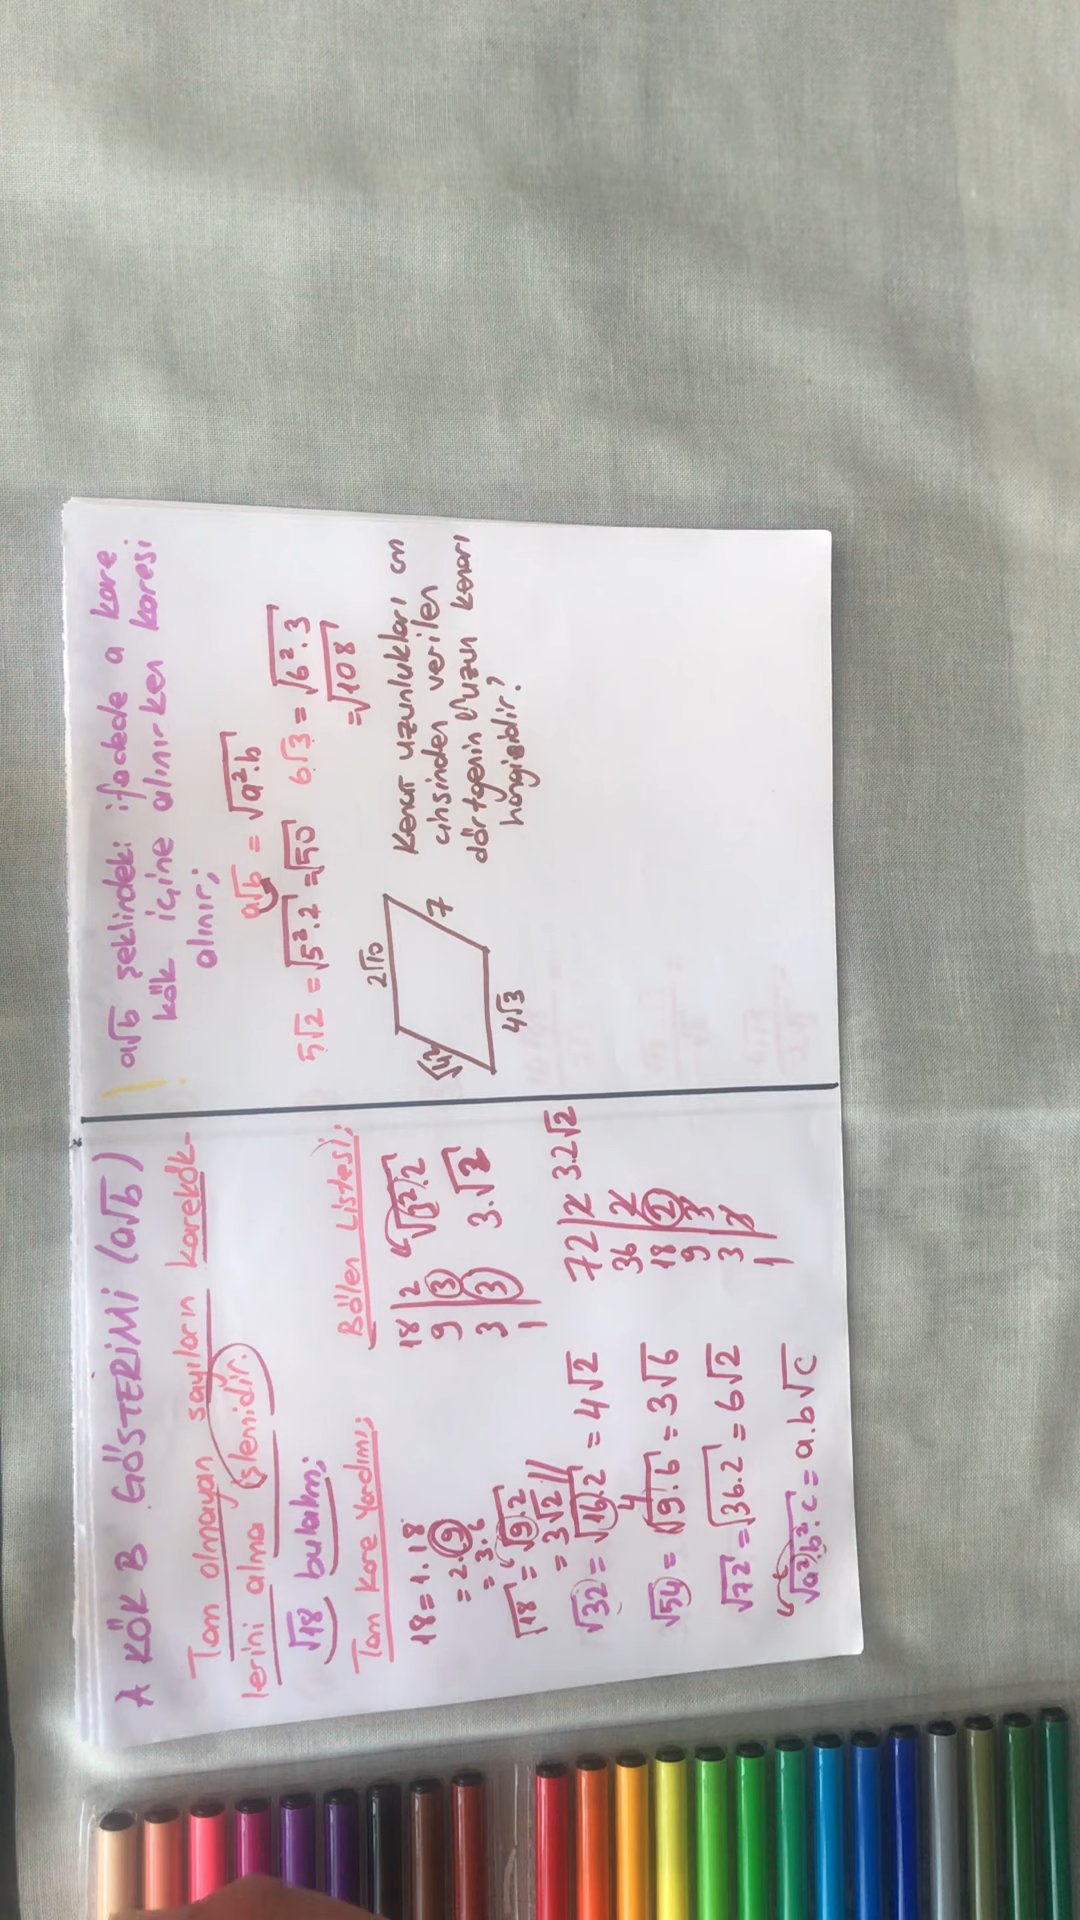 A KÖK B GÖSTERİMİ (a√b)
Tam olmayan sayıların karekök-
lerini alma işlemidir.
√18 bulalım;
Tam kare Yardımı;
18=1.18
=2.9
=3.6
√18 = √9.2
= 3√2 //
√32 = √16.2 = 4√2
√54 = √9.6 = 3√6
√72 = √36.2 = 6√2
√a².b².c = a.b√c
Bölen Listesi;
18 2 √3².2
9 3
3 3 3.√2
1
72 2 3.2√2
36 2
18 2
9 3
3 3
1
! a√b şeklindeki ifadede a kare
kök içine alınırken karesi
alınır;
a√b = √a².b
5√2 = √5².2 = √50 6√3 = √6².3
= √108
2√10
7
4√3
Kenar uzunlukları cm
cinsinden verilen
dörtgenin uzun kenarı
hangisidir?